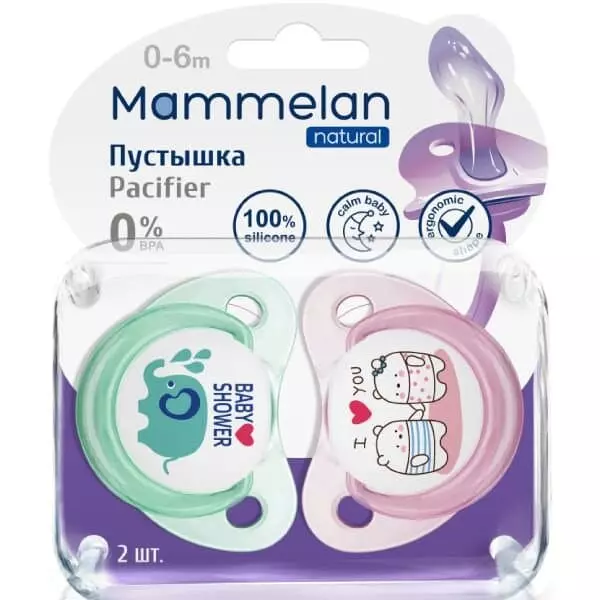 0-6m
Mammelan
natural
Пустышка
Pacifier
0%
BPA
100%
silicone
calm baby
ergonomic
shape
BABY
SHOWER
I ❤ YOU
2 шт.